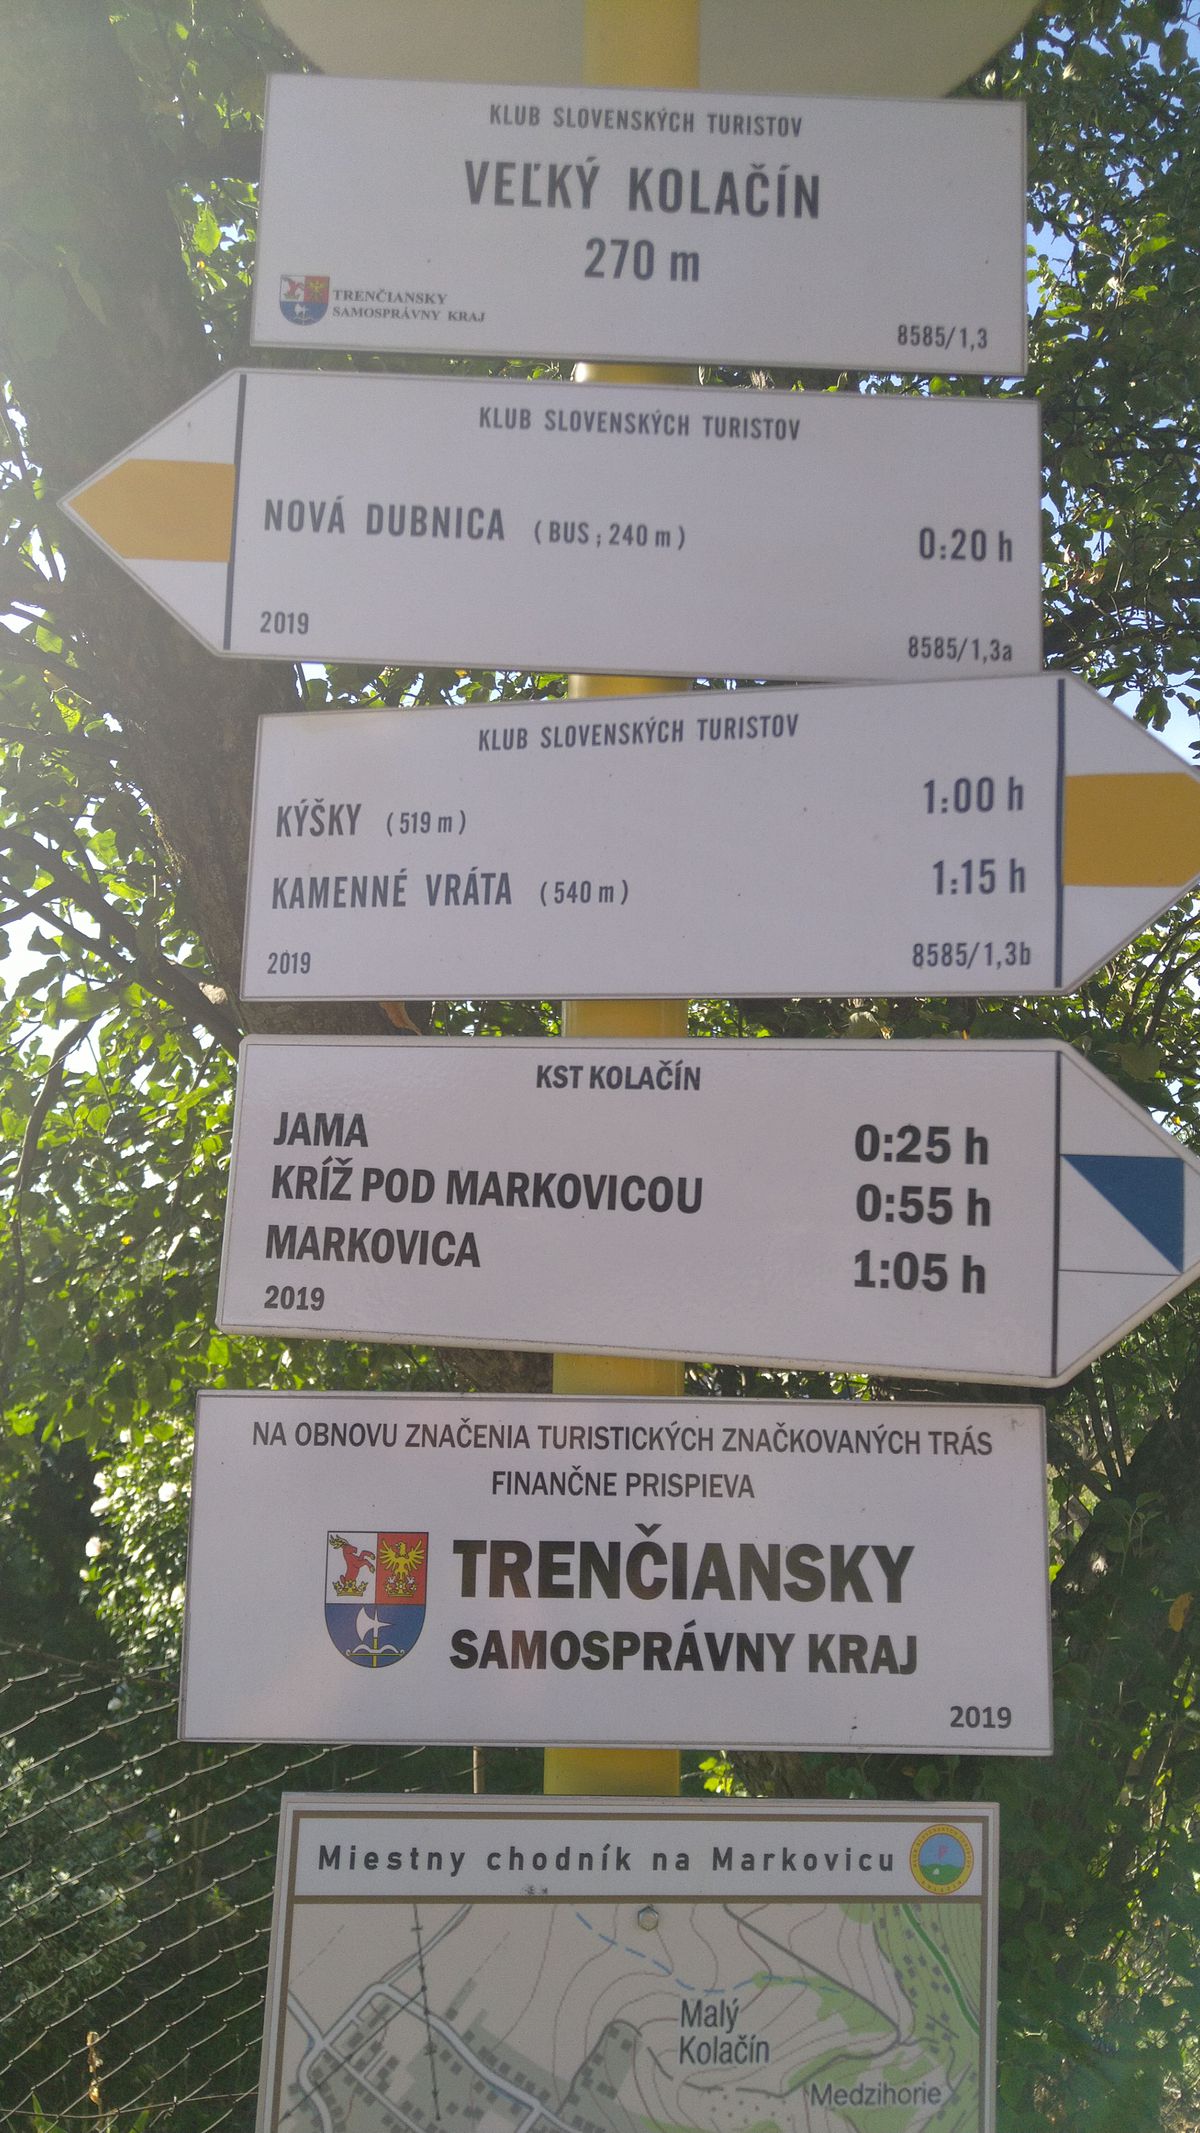 KLUB SLOVENSKÝCH TURISTOV
VEĽKÝ KOLAČÍN
270 m
TRENČIANSKY
SAMOSPRÁVNY KRAJ
8585/1,3
KLUB SLOVENSKÝCH TURISTOV
NOVÁ DUBNICA (BUS ; 240 m) 0:20 h
2019
8585/1,3a
KLUB SLOVENSKÝCH TURISTOV
KÝŠKY (519 m) 1:00 h
KAMENNÉ VRÁTA (540 m) 1:15 h
2019 8585/1,3b
KST KOLAČÍN
JAMA 0:25 h
KRÍŽ POD MARKOVICOU 0:55 h
MARKOVICA 1:05 h
2019
NA OBNOVU ZNAČENIA TURISTICKÝCH ZNAČKOVANÝCH TRÁS
FINANČNE PRISPIEVA
TRENČIANSKY
SAMOSPRÁVNY KRAJ
2019
Miestny chodník na Markovicu
Malý
Kolačín
Medzihorie